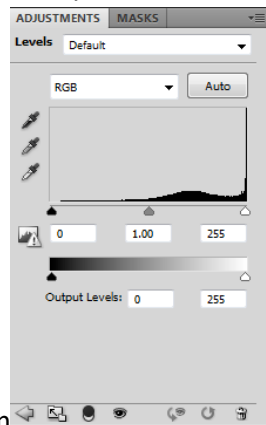 ADJUSTMENTS MASKS
Levels Default
RGB Auto
0 1.00 255
Output Levels: 0 255